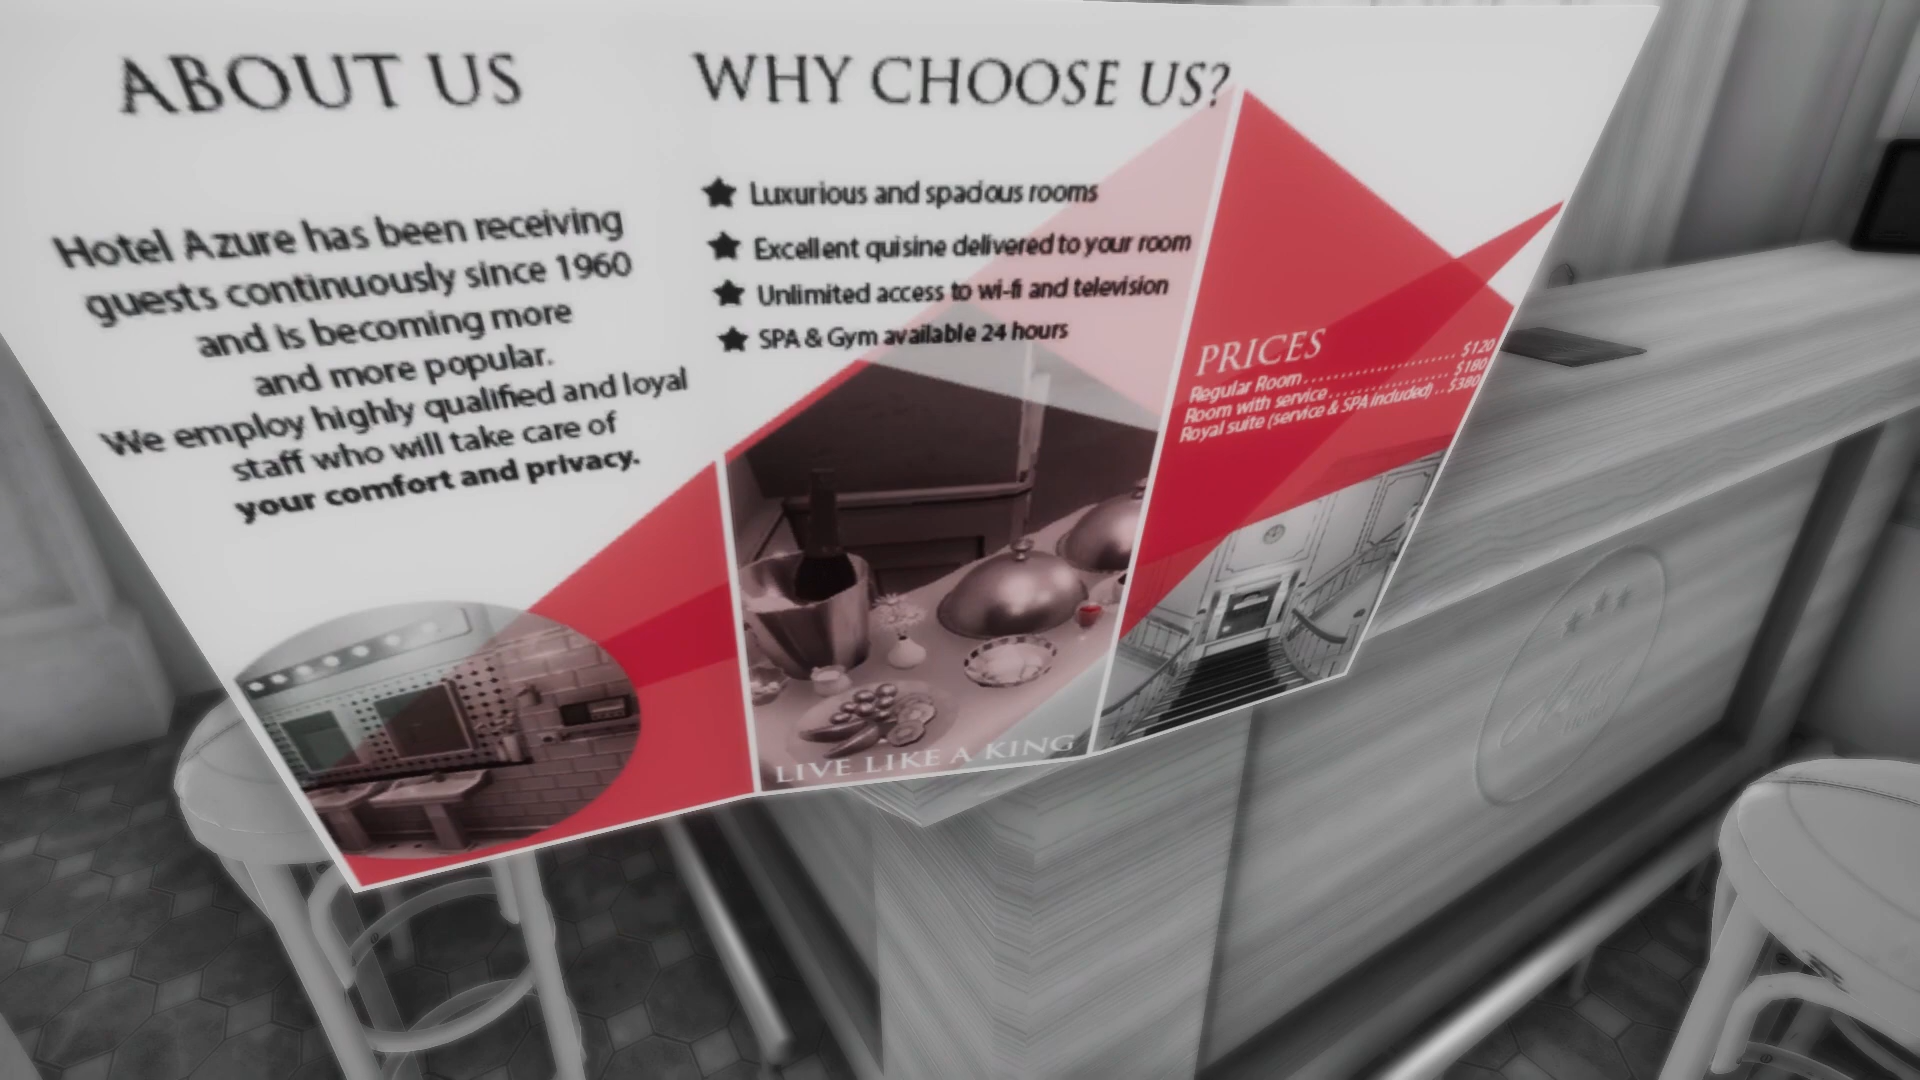 ABOUT US
Hotel Azure has been receiving
guests continuously since 1960
and is becoming more
and more popular.
We employ highly qualified and loyal
staff who will take care of
your comfort and privacy.
WHY CHOOSE US?
★ Luxurious and spacious rooms
★ Excellent quisine delivered to your room
★ Unlimited access to wi-fi and television
★ SPA & Gym available 24 hours
LIVE LIKE A KING
PRICES
Regular Room.......................... $120
Room with service.................... $180
Royal suite (service & SPA included) .. $380